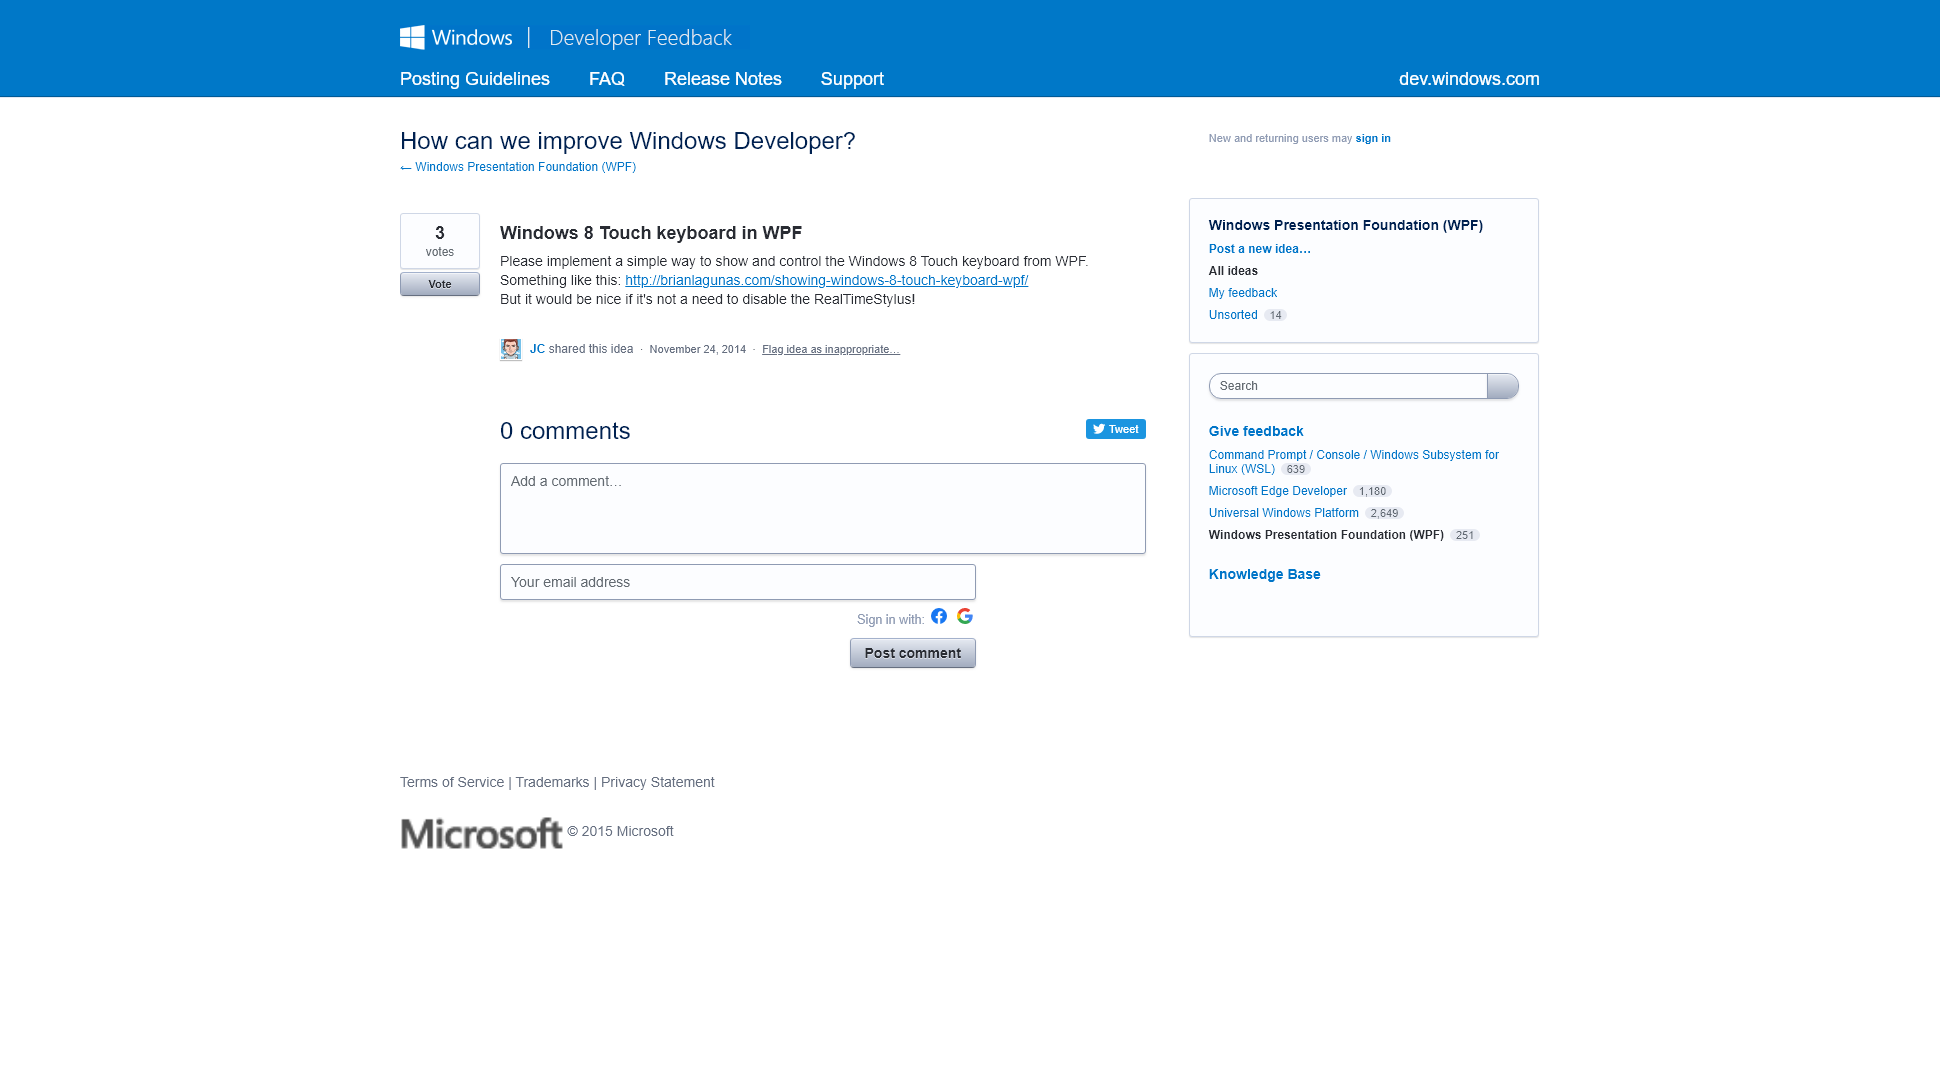 Windows | Developer Feedback
Posting Guidelines FAQ Release Notes Support dev.windows.com
How can we improve Windows Developer?
← Windows Presentation Foundation (WPF)
3
votes
Vote
Windows 8 Touch keyboard in WPF
Please implement a simple way to show and control the Windows 8 Touch keyboard from WPF.
Something like this: http://brianlagunas.com/showing-windows-8-touch-keyboard-wpf/
But it would be nice if it's not a need to disable the RealTimeStylus!
JC shared this idea · November 24, 2014 · Flag idea as inappropriate…
0 comments
Tweet
Add a comment…
Your email address
Sign in with:
Post comment
New and returning users may sign in
Windows Presentation Foundation (WPF)
Post a new idea…
All ideas
My feedback
Unsorted 14
Search
Give feedback
Command Prompt / Console / Windows Subsystem for
Linux (WSL) 639
Microsoft Edge Developer 1,180
Universal Windows Platform 2,649
Windows Presentation Foundation (WPF) 251
Knowledge Base
Terms of Service | Trademarks | Privacy Statement
Microsoft © 2015 Microsoft